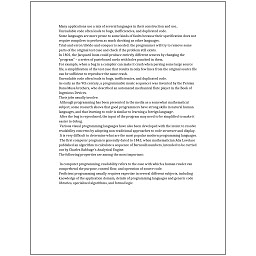 Many applications use a mix of several languages in their construction and use.
Unreadable code often leads to bugs, inefficiencies, and duplicated code.
Some languages are more prone to some kinds of faults because their specification does not
require compilers to perform as much checking as other languages.
Trial-and-error/divide-and-conquer is needed: the programmer will try to remove some
parts of the original test case and check if the problem still exists.
In 1801, the Jacquard loom could produce entirely different weaves by changing the
"program" - a series of pasteboard cards with holes punched in them.
For example, when a bug in a compiler can make it crash when parsing some large source
file, a simplification of the test case that results in only few lines from the original source file
can be sufficient to reproduce the same crash.
Unreadable code often leads to bugs, inefficiencies, and duplicated code.
As early as the 9th century, a programmable music sequencer was invented by the Persian
Banu Musa brothers, who described an automated mechanical flute player in the Book of
Ingenious Devices.
There are usually
Although programming has been presented in the media as a somewhat mathematical
subject, some research shows that good programmers have strong skills in natural human
languages, and that learning to code is similar to learning a foreign language.
After the bug is reproduced, the input of the program may need to be simplified to make it
easier to debug.
Various visual programming languages have also been developed with the intent to resolve
readability concerns by adopting non-traditional approaches to code structure and display.
It is very difficult to determine what are the most popular modern programming languages.
The first computer program is generally dated to 1843, when mathematician Ada Lovelace
published an algorithm to calculate a sequence of Bernoulli numbers, intended to be carried
out by Charles Babbage's Analytical Engine.
The following properties are among the most important:

In computer programming, readability refers to the ease with which a human reader can
comprehend the purpose, control flow, and operation of source code.
Proficient programming usually requires expertise in several different subjects, including
knowledge of the application domain, details of programming languages and generic code
libraries, specialized algorithms, and formal logic.